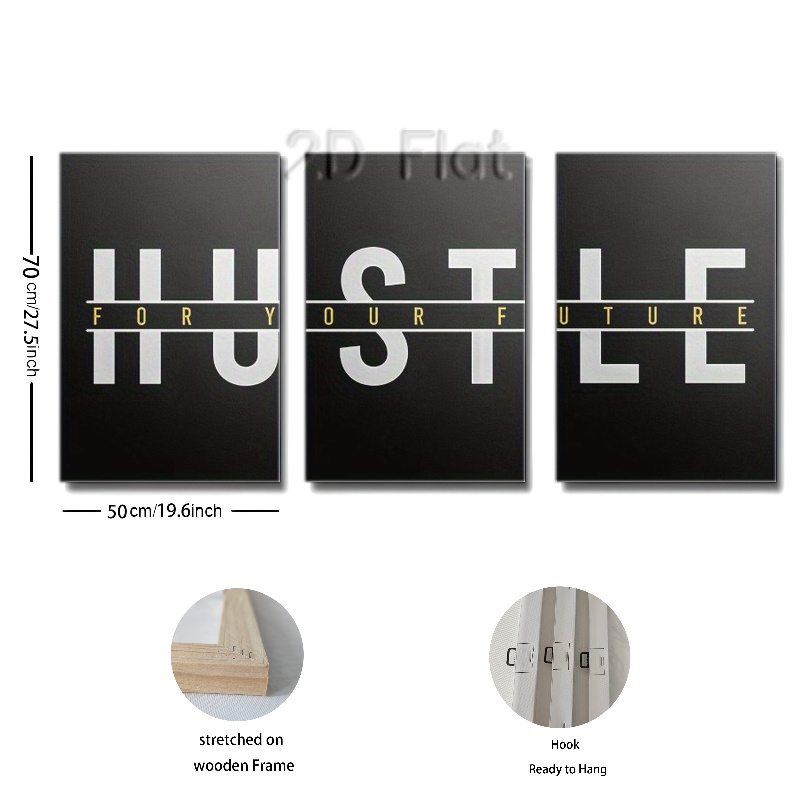 2D Flat
HUSTLE
FOR YOUR FUTURE
70 cm/27.5inch
50 cm/19.6inch
stretched on
wooden Frame
Hook
Ready to Hang